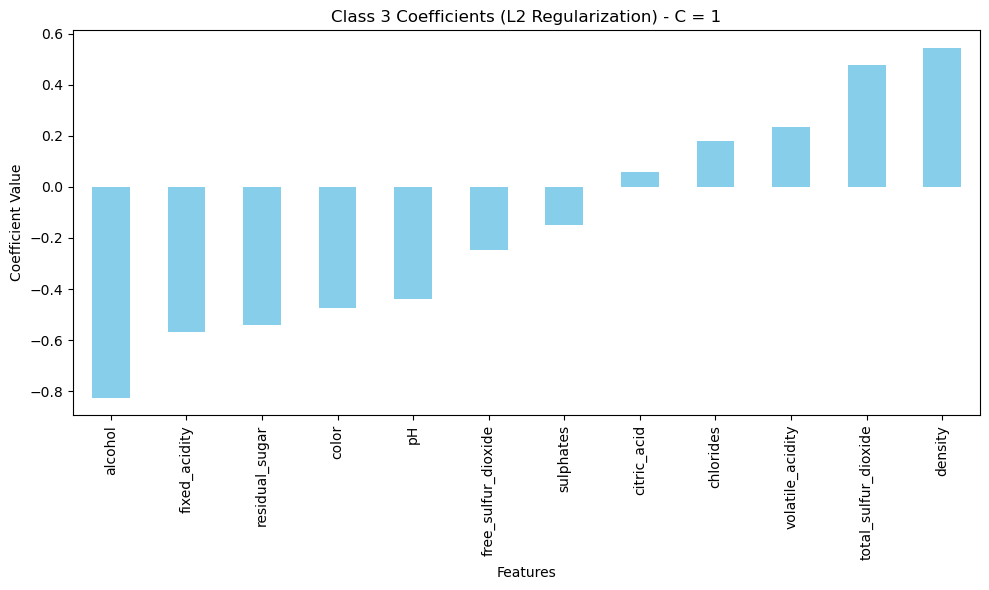 Class 3 Coefficients (L2 Regularization) - C = 1
Coefficient Value
0.6
0.4
0.2
0.0
−0.2
−0.4
−0.6
−0.8
alcohol
fixed_acidity
residual_sugar
color
pH
free_sulfur_dioxide
sulphates
citric_acid
chlorides
volatile_acidity
total_sulfur_dioxide
density
Features